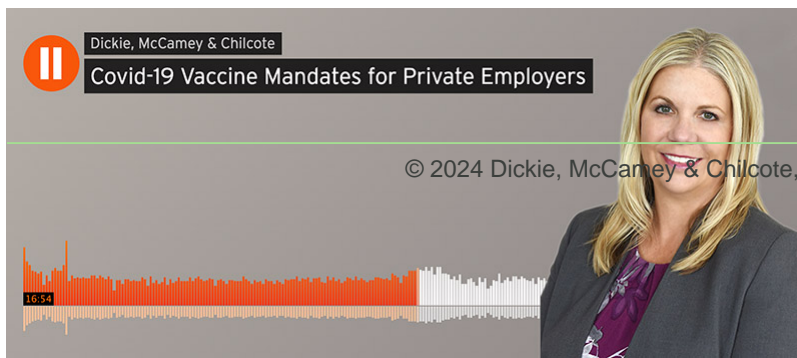 Dickie, McCamey & Chilcote
Covid-19 Vaccine Mandates for Private Employers
© 2024 Dickie, McCamey & Chilcote,
16:54